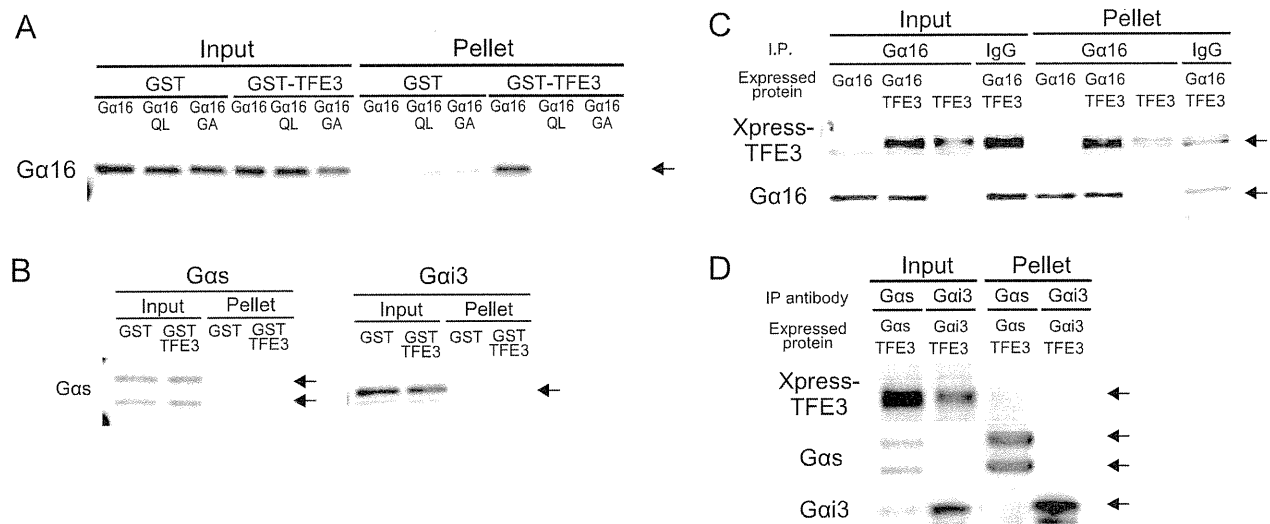 A
Input Pellet
GST GST-TFE3 GST GST-TFE3
Gα16 Gα16 Gα16 Gα16 Gα16 Gα16 Gα16 Gα16 Gα16 Gα16 Gα16 Gα16
QL GA QL GA QL GA QL GA
Gα16
B
Gαs Gαi3
Input Pellet Input Pellet
GST GST GST GST GST GST GST GST
TFE3 TFE3 TFE3 TFE3
Gαs
C
Input Pellet
I.P. Gα16 IgG Gα16 IgG
Expressed Gα16 Gα16 Gα16 Gα16 Gα16 Gα16
protein TFE3 TFE3 TFE3 TFE3 TFE3 TFE3
Xpress-
TFE3
Gα16
D
Input Pellet
IP antibody Gαs Gαi3 Gαs Gαi3
Expressed Gαs Gαi3 Gαs Gαi3
protein TFE3 TFE3 TFE3 TFE3
Xpress-
TFE3
Gαs
Gαi3